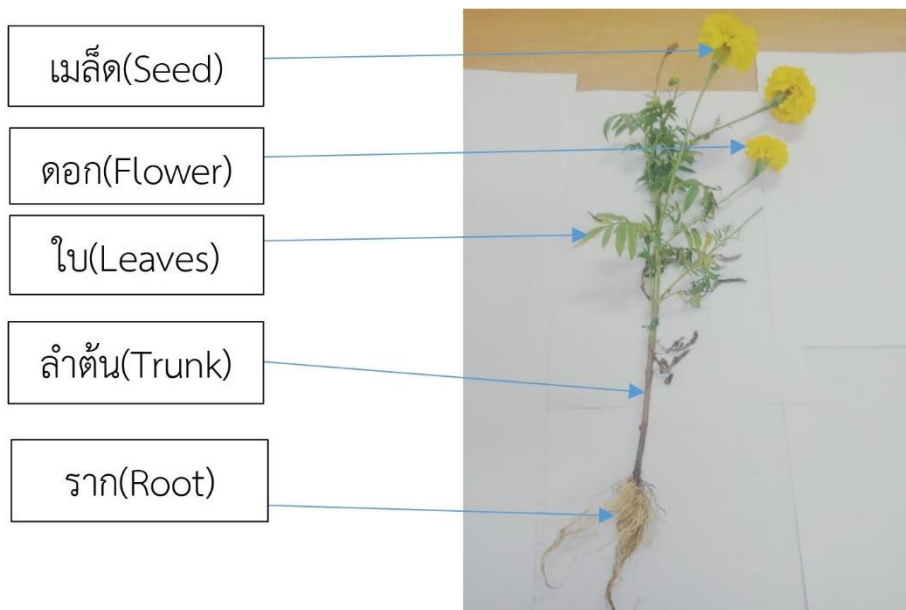 เมล็ด(Seed)
ดอก(Flower)
ใบ(Leaves)
ลำต้น(Trunk)
ราก(Root)